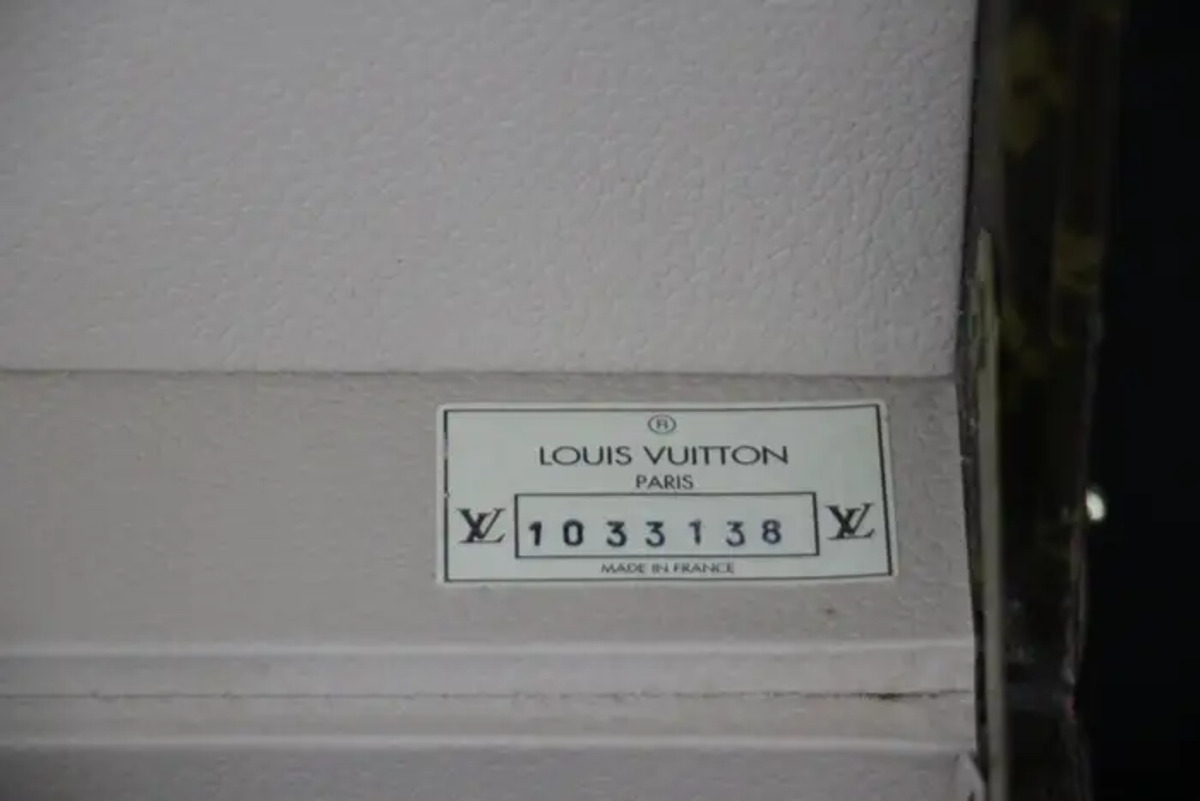 ®
LOUIS VUITTON
PARIS
LV 1033138 LV
MADE IN FRANCE